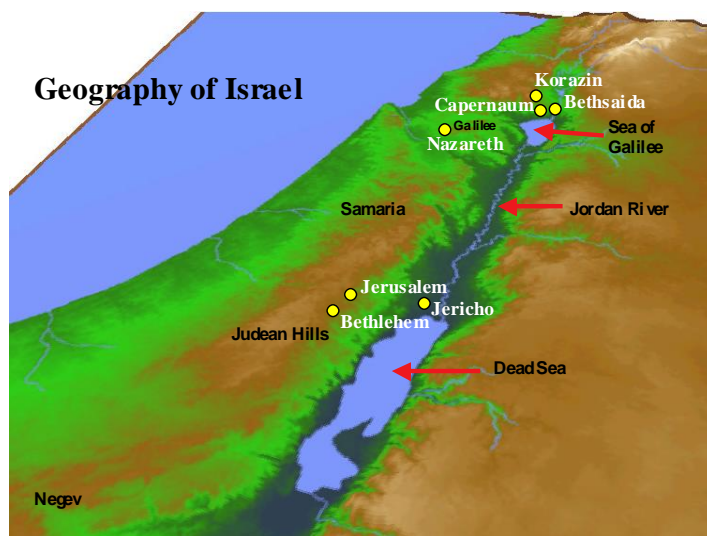 Geography of Israel
Korazin
Capernaum
Bethsaida
Galilee
Nazareth
Sea of
Galilee
Samaria
Jordan River
Jerusalem
Jericho
Bethlehem
Judean Hills
Dead Sea
Negev